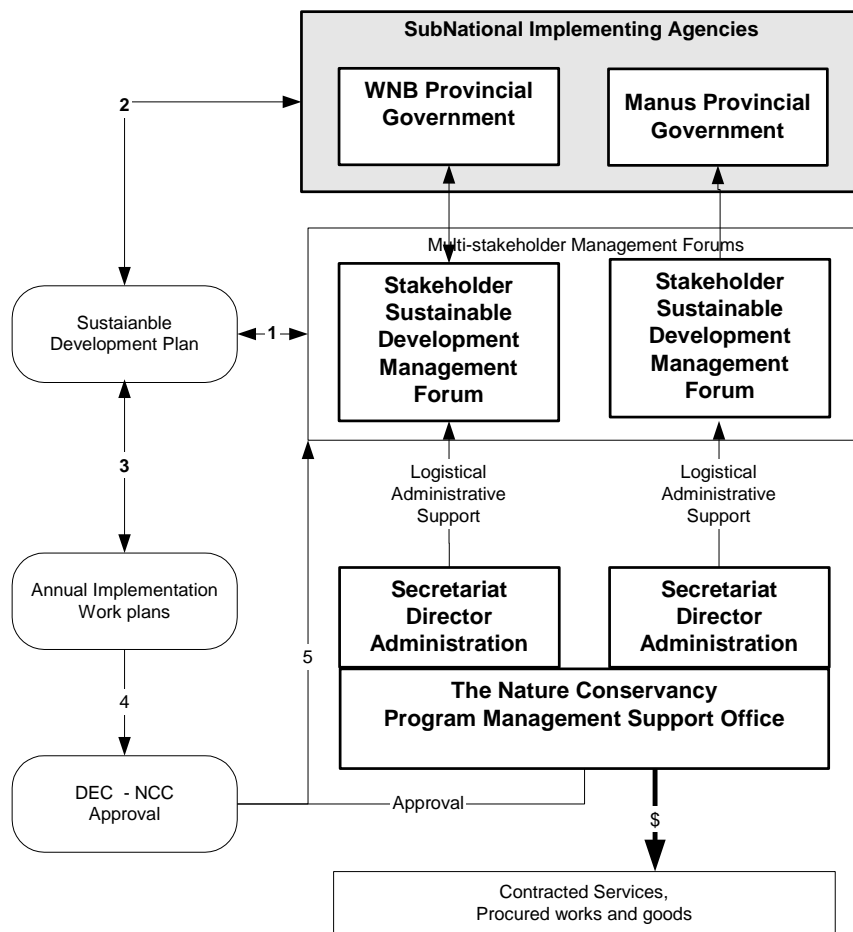 SubNational Implementing Agencies
WNB Provincial
Government
Manus Provincial
Government
2
Multi-stakeholder Management Forums
Stakeholder
Sustainable
Development
Management
Forum
Stakeholder
Sustainable
Development
Management
Forum
Sustaianble
Development Plan
1
3
Logistical
Administrative
Support
Logistical
Administrative
Support
Annual Implementation
Work plans
Secretariat
Director
Administration
Secretariat
Director
Administration
5
4
The Nature Conservancy
Program Management Support Office
DEC - NCC
Approval
Approval
$
Contracted Services,
Procured works and goods